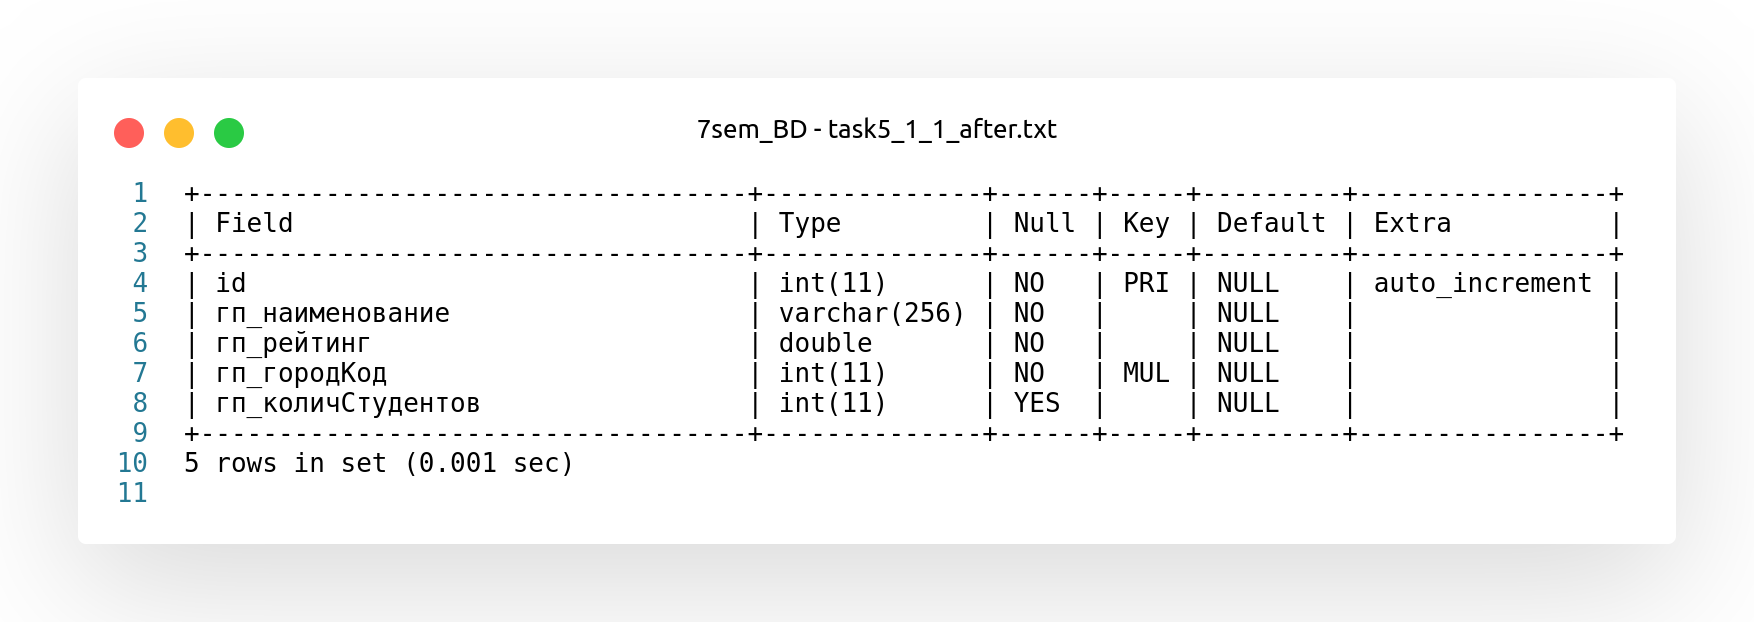 7sem_BD - task5_1_1_after.txt
1 +-----------------------------------+--------------+------+-----+---------+----------------+
2 | Field                             | Type         | Null | Key | Default | Extra          |
3 +-----------------------------------+--------------+------+-----+---------+----------------+
4 | id                                | int(11)      | NO   | PRI | NULL    | auto_increment |
5 | гп_наименование                   | varchar(256) | NO   |     | NULL    |                |
6 | гп_рейтинг                        | double       | NO   |     | NULL    |                |
7 | гп_городКод                       | int(11)      | NO   | MUL | NULL    |                |
8 | гп_количСтудентов                 | int(11)      | YES  |     | NULL    |                |
9 +-----------------------------------+--------------+------+-----+---------+----------------+
10 5 rows in set (0.001 sec)
11